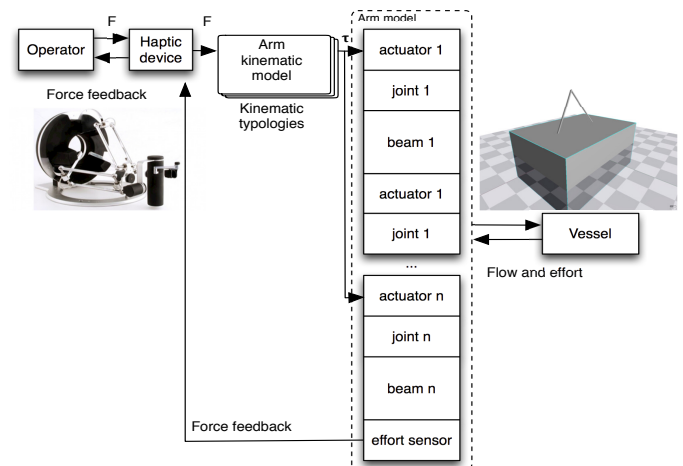 F
F
Arm model
Operator
Haptic
device
Arm
kinematic
model
τ
actuator 1
joint 1
beam 1
actuator 1
joint 1
...
actuator n
joint n
beam n
effort sensor
Force feedback
Kinematic
typologies
Vessel
Flow and effort
Force feedback